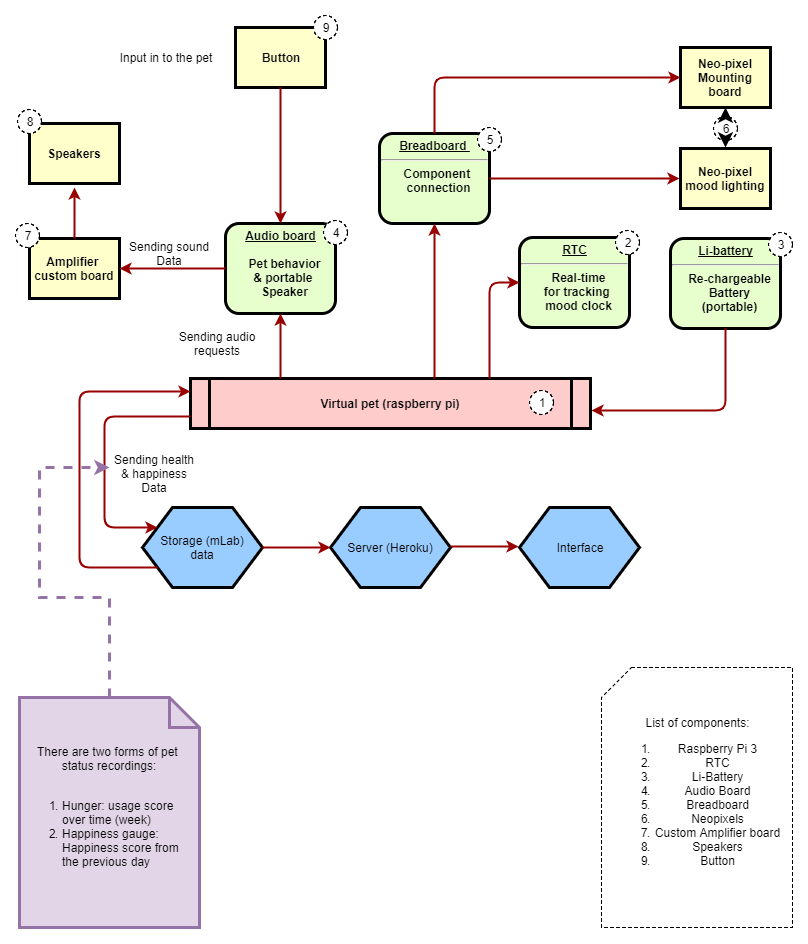 9
Input in to the pet
Button
Neo-pixel
Mounting
board
8
Speakers
5
Breadboard
Component
connection
6
Neo-pixel
mood lighting
7
Amplifier
custom board
Sending sound
Data
4
Audio board
Pet behavior
& portable
Speaker
2
RTC
Real-time
for tracking
mood clock
3
Li-battery
Re-chargeable
Battery
(portable)
Sending audio
requests
Virtual pet (raspberry pi)
1
Sending health
& happiness
Data
Storage (mLab)
data
Server (Heroku)
Interface
There are two forms of pet
status recordings:
1. Hunger: usage score
over time (week)
2. Happiness gauge:
Happiness score from
the previous day
List of components:
1. Raspberry Pi 3
2. RTC
3. Li-Battery
4. Audio Board
5. Breadboard
6. Neopixels
7. Custom Amplifier board
8. Speakers
9. Button